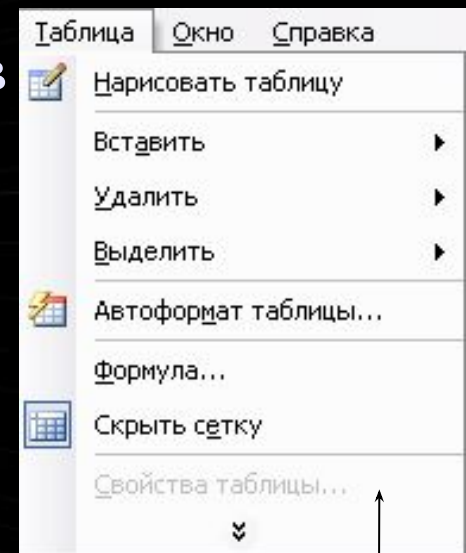 Таблица Окно Справка
в
Нарисовать таблицу
Вставить
Удалить
Выделить
Автоформат таблицы...
Формула...
Скрыть сетку
Свойства таблицы...